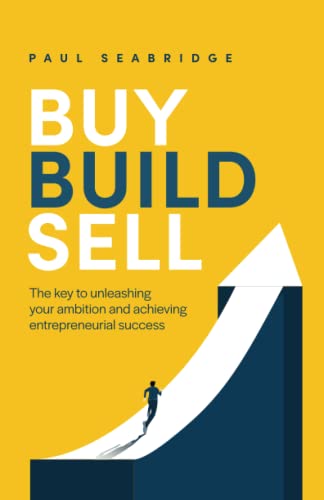 PAUL SEABRIDGE
BUY
BUILD
SELL
The key to unleashing
your ambition and achieving
entrepreneurial success